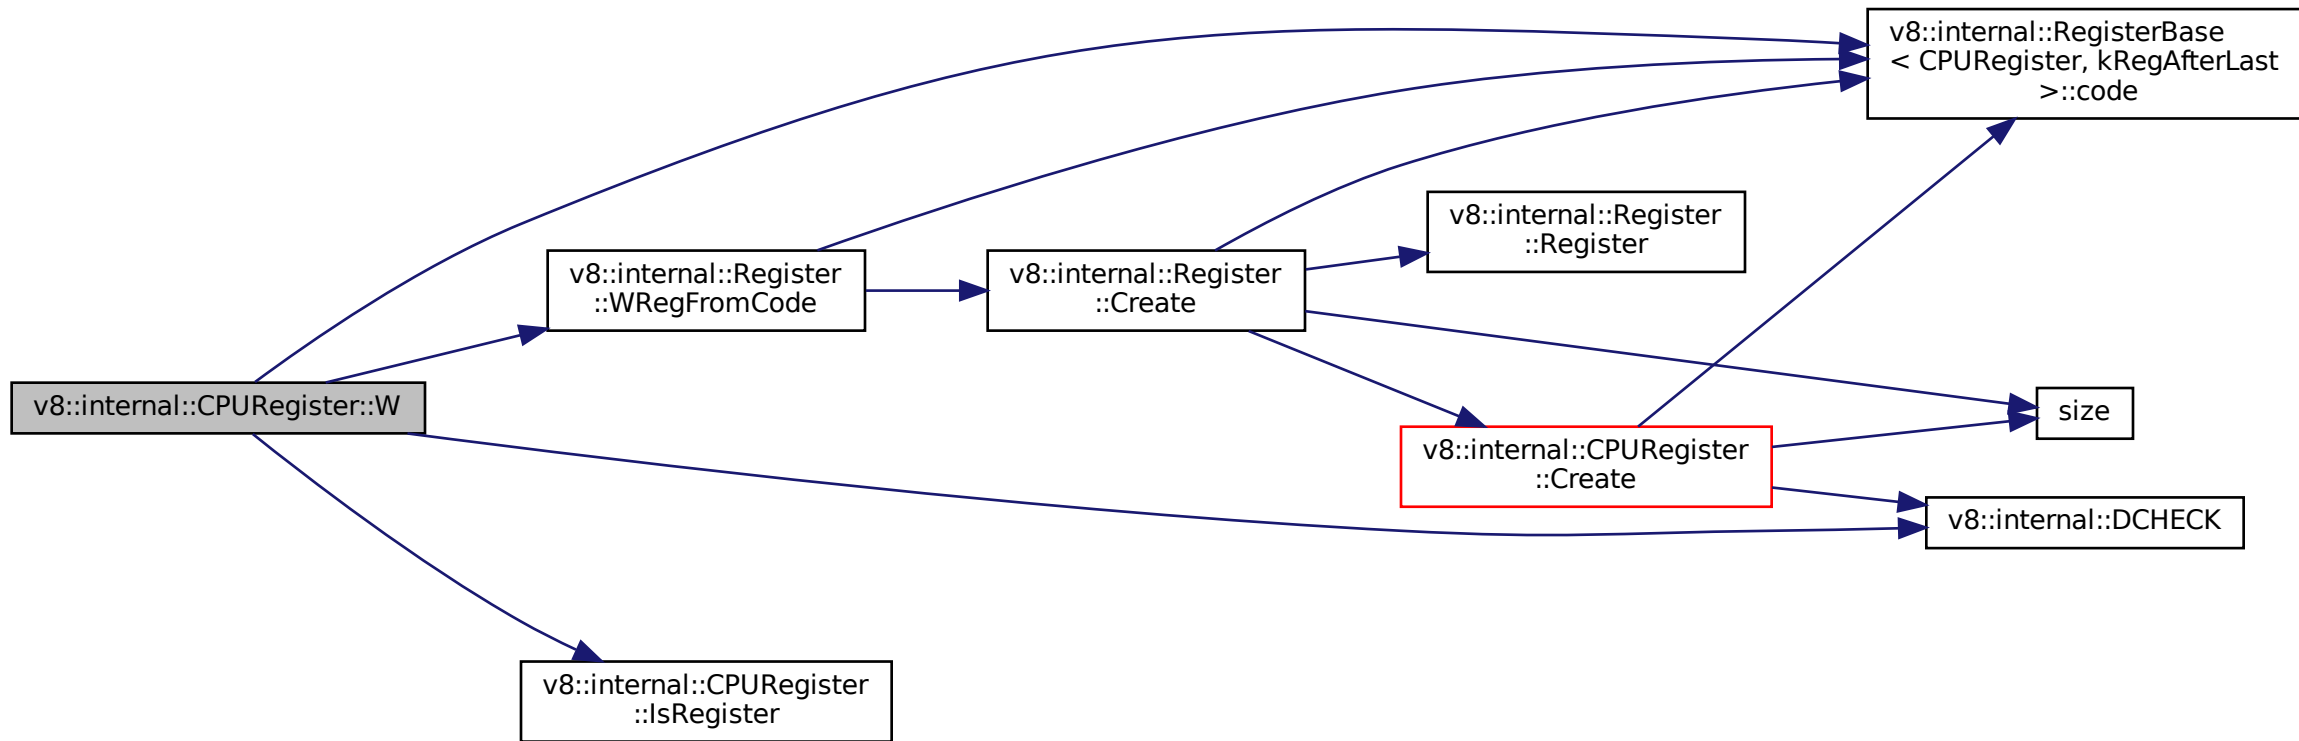 v8::internal::RegisterBase
< CPURegister, kRegAfterLast
>::code
v8::internal::Register
::Register
v8::internal::Register
::WRegFromCode
v8::internal::Register
::Create
v8::internal::CPURegister::W
size
v8::internal::CPURegister
::Create
v8::internal::DCHECK
v8::internal::CPURegister
::IsRegister